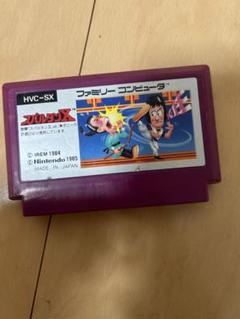 HVC-SX
ファミリー コンピュータ
スパルタンX
© IREM 1984
© Nintendo 1985
MADE IN JAPAN